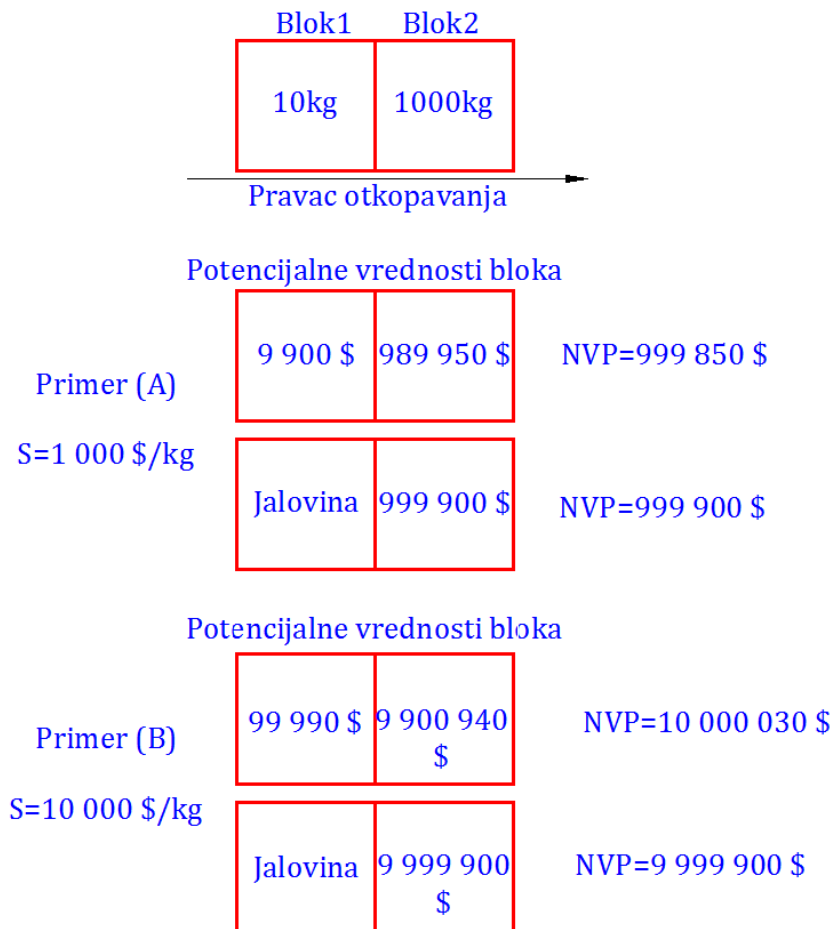 Blok1 Blok2
10kg 1000kg
Pravac otkopavanja
Potencijalne vrednosti bloka
Primer (A)
S=1 000 $/kg
9 900 $ 989 950 $ NVP=999 850 $
Jalovina 999 900 $ NVP=999 900 $
Potencijalne vrednosti bloka
Primer (B)
S=10 000 $/kg
99 990 $ 9 900 940 NVP=10 000 030 $
$
Jalovina 9 999 900 NVP=9 999 900 $
$